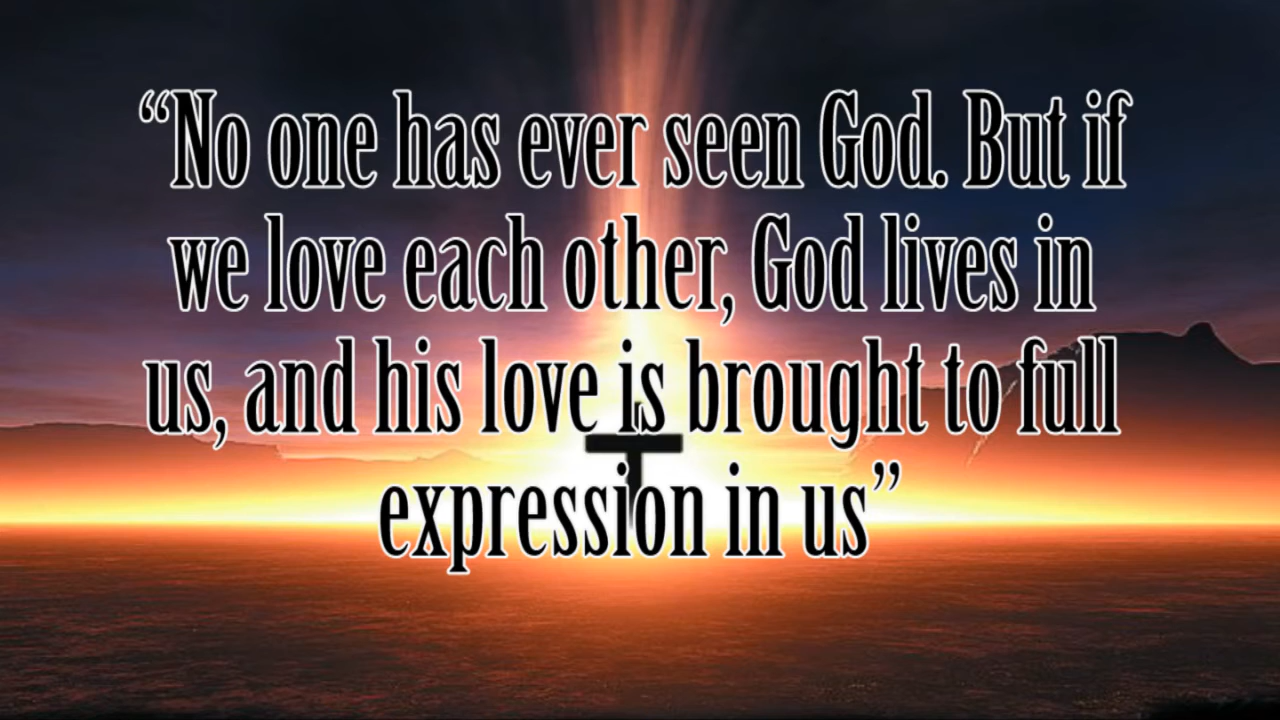 “No one has ever seen God. But if
we love each other, God lives in
us, and his love is brought to full
expression in us”